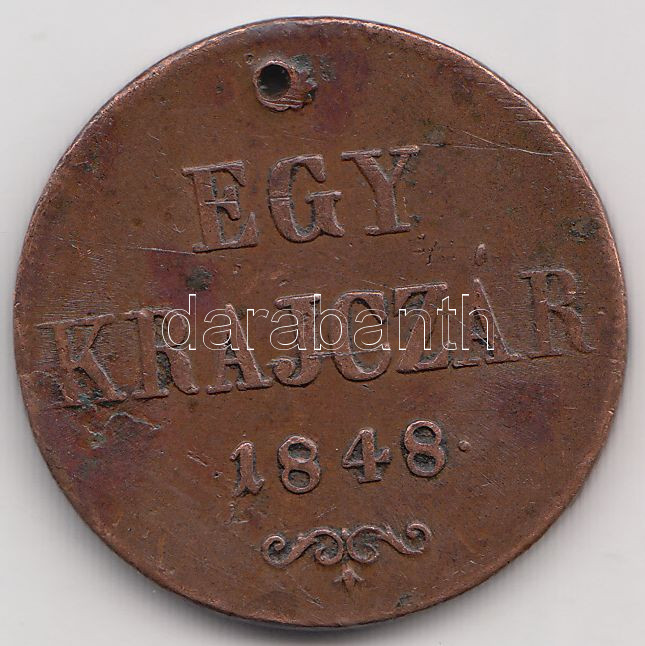 EGY
KRAJCZÁR
darabanth
1848.